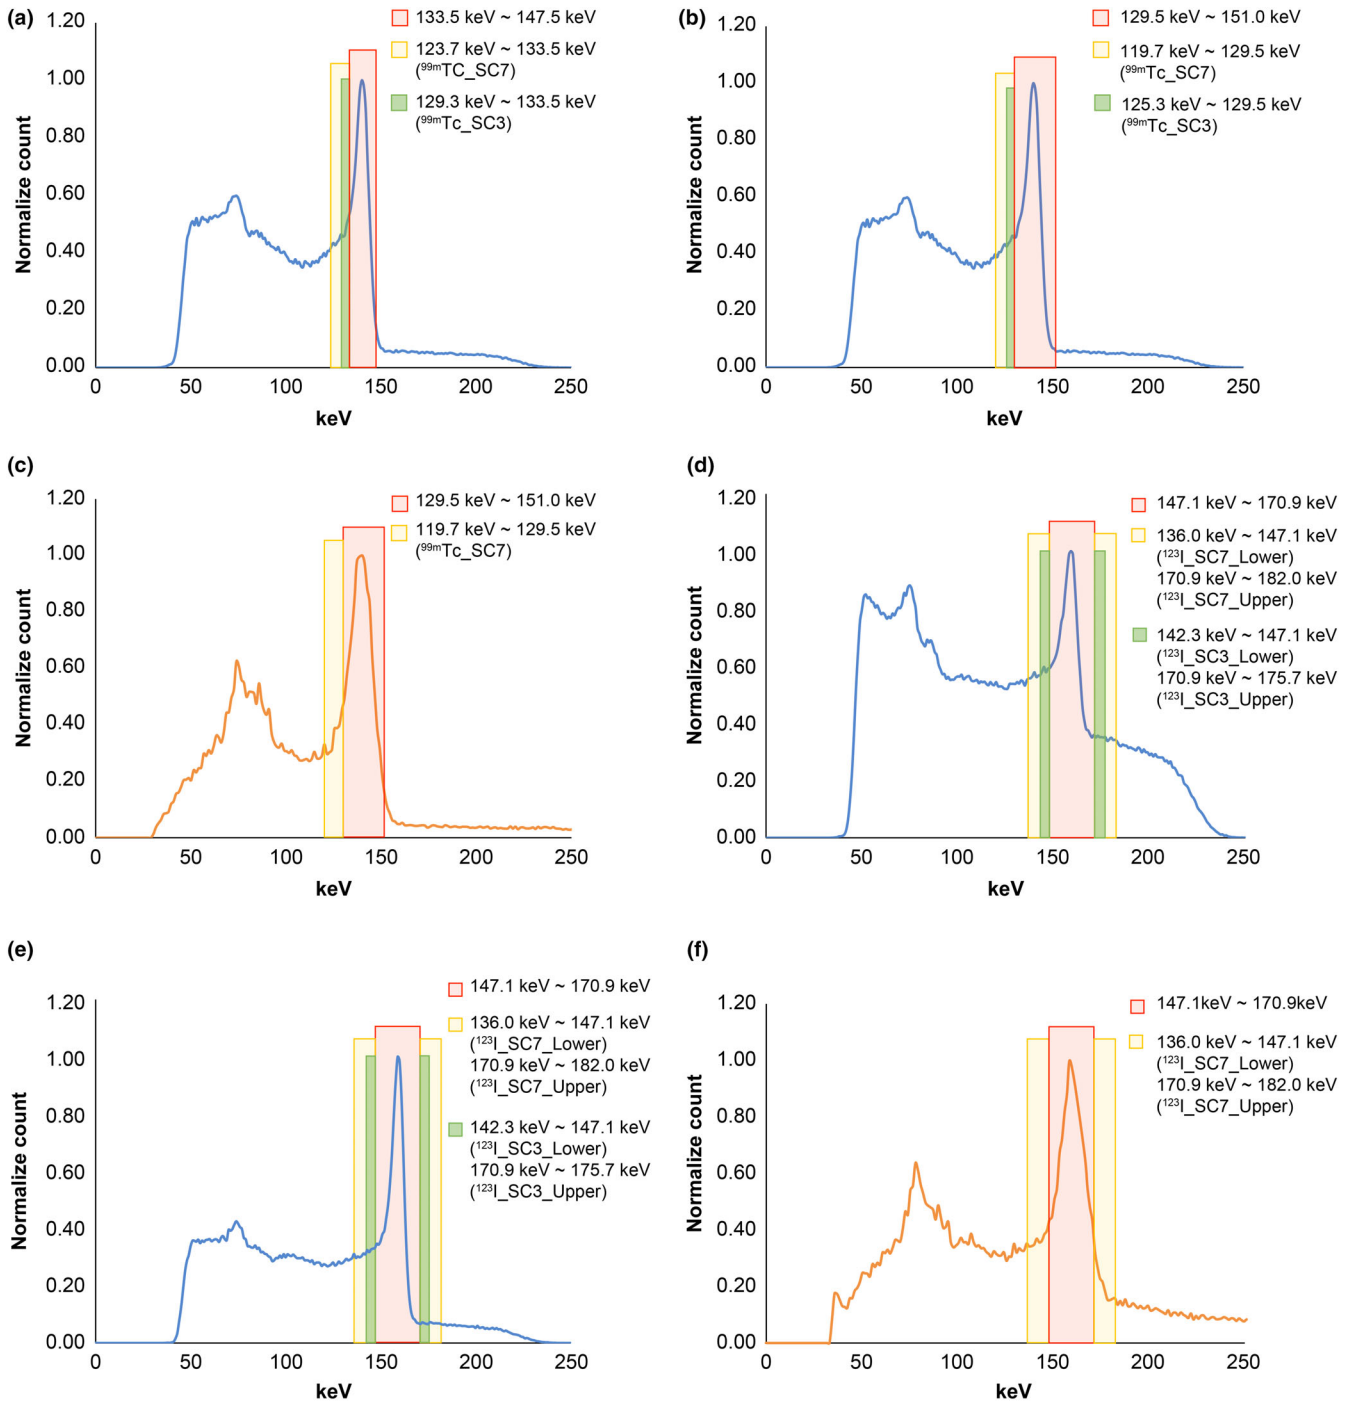 (a)
1.20
1.00
0.80
0.60
0.40
0.20
0.00
Normalize count
0 50 100 150 200 250
keV
133.5 keV ~ 147.5 keV
123.7 keV ~ 133.5 keV
(99mTC_SC7)
129.3 keV ~ 133.5 keV
(99mTc_SC3)
(b)
1.20
1.00
0.80
0.60
0.40
0.20
0.00
Normalize count
0 50 100 150 200 250
keV
129.5 keV ~ 151.0 keV
119.7 keV ~ 129.5 keV
(99mTc_SC7)
125.3 keV ~ 129.5 keV
(99mTc_SC3)
(c)
1.20
1.00
0.80
0.60
0.40
0.20
0.00
Normalize count
0 50 100 150 200 250
keV
129.5 keV ~ 151.0 keV
119.7 keV ~ 129.5 keV
(99mTc_SC7)
(d)
1.20
1.00
0.80
0.60
0.40
0.20
0.00
Normalize count
0 50 100 150 200 250
keV
147.1 keV ~ 170.9 keV
136.0 keV ~ 147.1 keV
(123I_SC7_Lower)
170.9 keV ~ 182.0 keV
(123I_SC7_Upper)
142.3 keV ~ 147.1 keV
(123I_SC3_Lower)
170.9 keV ~ 175.7 keV
(123I_SC3_Upper)
(e)
1.20
1.00
0.80
0.60
0.40
0.20
0.00
Normalize count
0 50 100 150 200 250
keV
147.1 keV ~ 170.9 keV
136.0 keV ~ 147.1 keV
(123I_SC7_Lower)
170.9 keV ~ 182.0 keV
(123I_SC7_Upper)
142.3 keV ~ 147.1 keV
(123I_SC3_Lower)
170.9 keV ~ 175.7 keV
(123I_SC3_Upper)
(f)
1.20
1.00
0.80
0.60
0.40
0.20
0.00
Normalize count
0 50 100 150 200 250
keV
147.1keV ~ 170.9keV
136.0 keV ~ 147.1 keV
(123I_SC7_Lower)
170.9 keV ~ 182.0 keV
(123I_SC7_Upper)